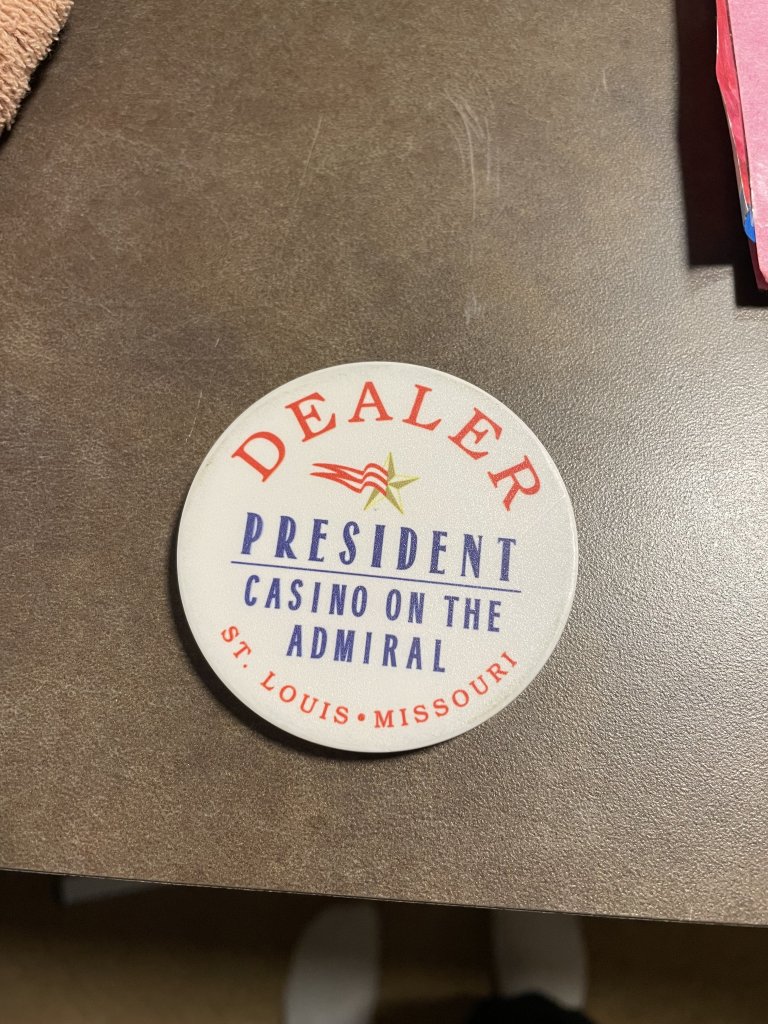 DEALER
PRESIDENT
CASINO ON THE
ADMIRAL
ST. LOUIS • MISSOURI